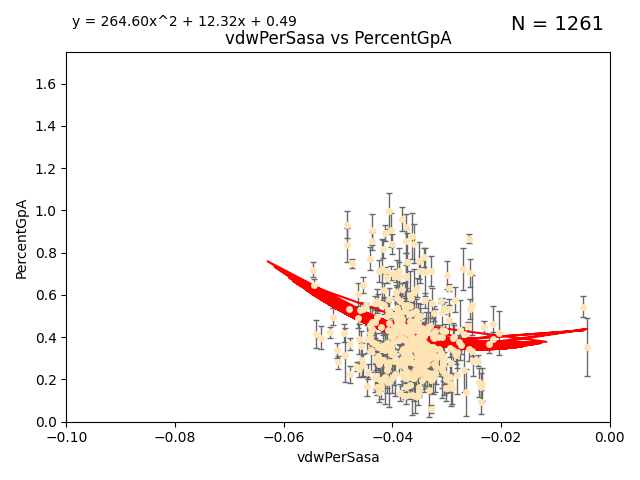 y = 264.60x^2 + 12.32x + 0.49
N = 1261
vdwPerSasa vs PercentGpA
PercentGpA
1.6
1.4
1.2
1.0
0.8
0.6
0.4
0.2
0.0
−0.10 −0.08 −0.06 −0.04 −0.02 0.00
vdwPerSasa